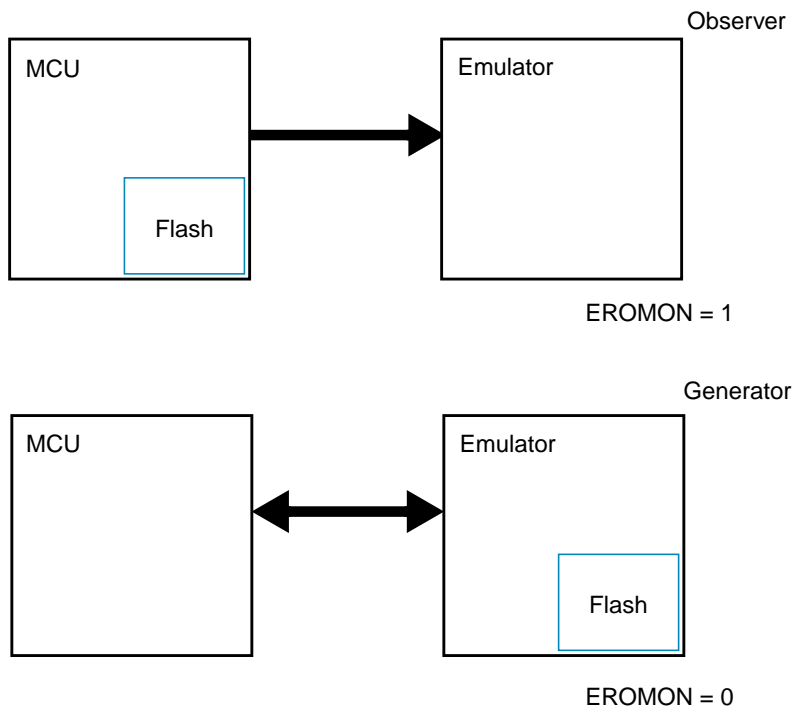 Observer
MCU
Emulator
Flash
EROMON = 1
Generator
MCU
Emulator
Flash
EROMON = 0